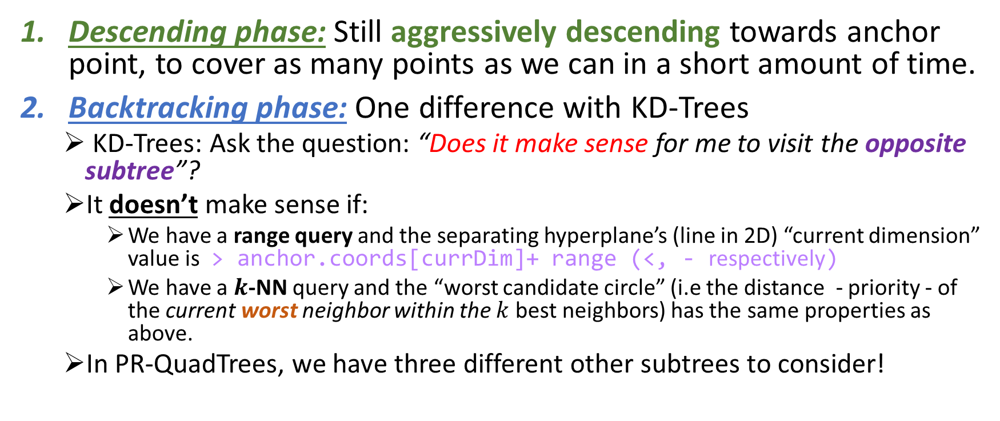 1. Descending phase: Still aggressively descending towards anchor
point, to cover as many points as we can in a short amount of time.
2. Backtracking phase: One difference with KD-Trees
➢ KD-Trees: Ask the question: “Does it make sense for me to visit the opposite
subtree”?
➢It doesn’t make sense if:
➢We have a range query and the separating hyperplane’s (line in 2D) “current dimension”
value is > anchor.coords[currDim]+ range (<, - respectively)
➢We have a k-NN query and the “worst candidate circle” (i.e the distance - priority - of
the current worst neighbor within the k best neighbors) has the same properties as
above.
➢In PR-QuadTrees, we have three different other subtrees to consider!